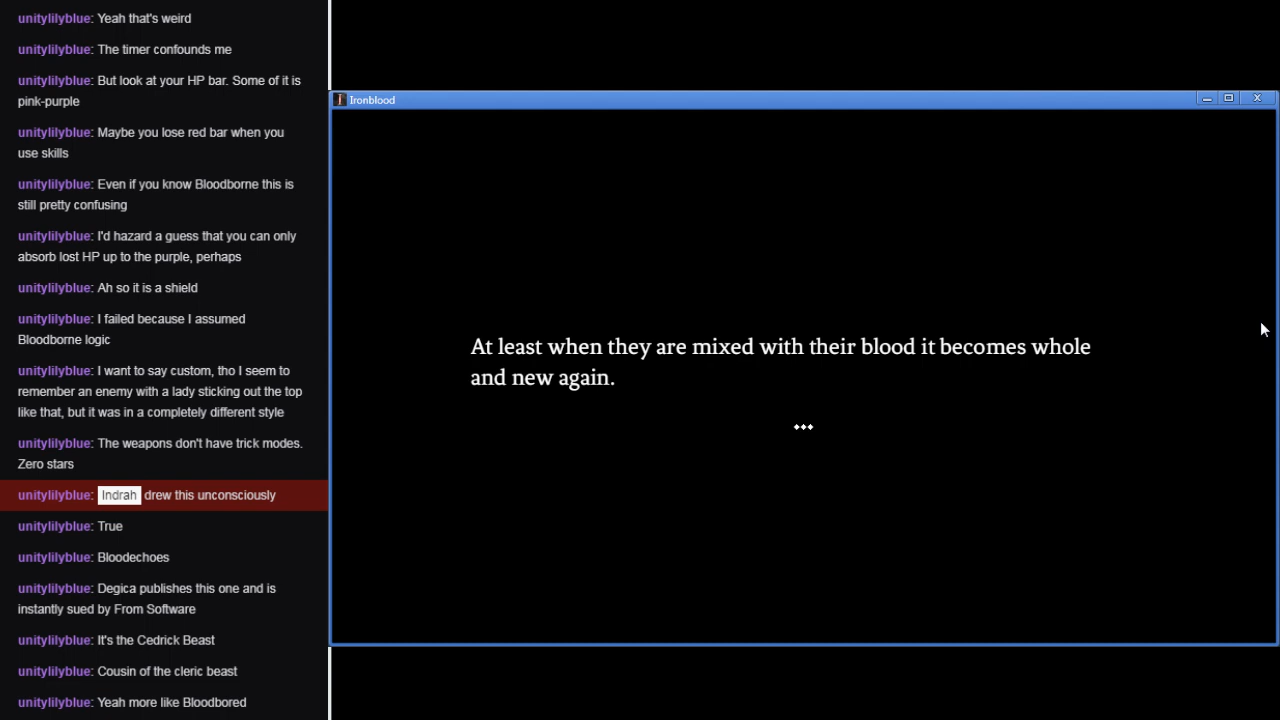 unitylilyblue: Yeah that's weird
unitylilyblue: The timer confounds me
unitylilyblue: But look at your HP bar. Some of it is
pink-purple
unitylilyblue: Maybe you lose red bar when you
use skills
unitylilyblue: Even if you know Bloodborne this is
still pretty confusing
unitylilyblue: I'd hazard a guess that you can only
absorb lost HP up to the purple, perhaps
unitylilyblue: Ah so it is a shield
unitylilyblue: I failed because I assumed
Bloodborne logic
unitylilyblue: I want to say custom, tho I seem to
remember an enemy with a lady sticking out the top
like that, but it was in a completely different style
unitylilyblue: The weapons don't have trick modes.
Zero stars
unitylilyblue: Indrah drew this unconsciously
unitylilyblue: True
unitylilyblue: Bloodechoes
unitylilyblue: Degica publishes this one and is
instantly sued by From Software
unitylilyblue: It's the Cedrick Beast
unitylilyblue: Cousin of the cleric beast
unitylilyblue: Yeah more like Bloodbored
Ironblood
At least when they are mixed with their blood it becomes whole
and new again.